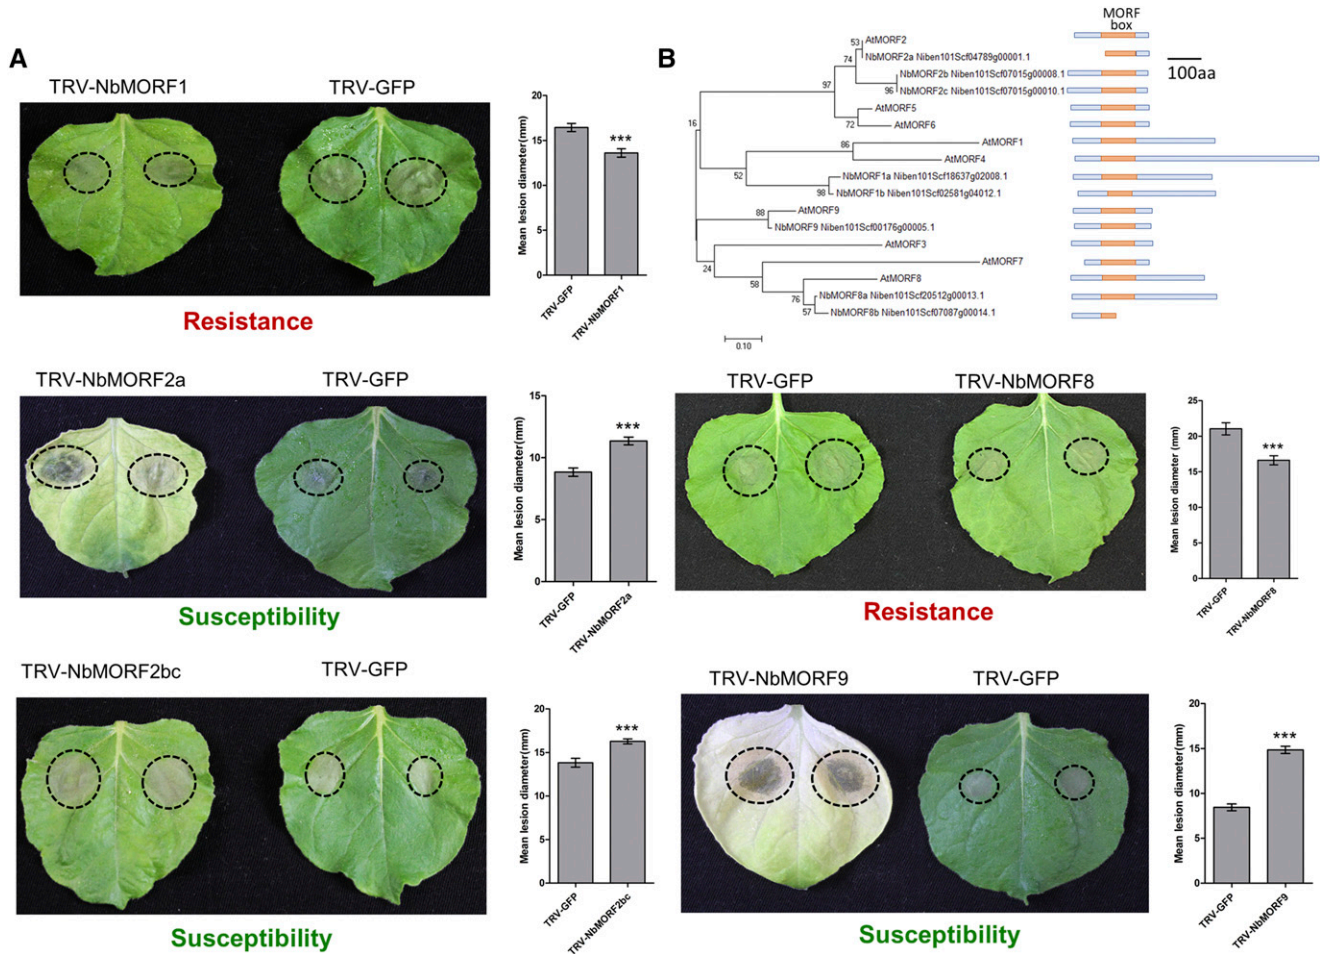 A
TRV-NbMORF1
TRV-GFP
20
15
10
5
0
Mean lesion diameter(mm)
***
TRV-GFP
TRV-NbMORF1
Resistance
TRV-NbMORF2a
TRV-GFP
15
10
5
0
Mean lesion diameter(mm)
***
TRV-GFP
TRV-NbMORF2a
Susceptibility
TRV-NbMORF2bc
TRV-GFP
20
15
10
5
0
Mean lesion diameter(mm)
***
TRV-GFP
TRV-NbMORF2bc
Susceptibility
B
MORF
box
100aa
53
AtMORF2
NbMORF2a Niben101Scf04789g00001.1
74
NbMORF2b Niben101Scf07015g00008.1
97
96
NbMORF2c Niben101Scf07015g00010.1
AtMORF5
72
AtMORF6
16
86
AtMORF1
AtMORF4
52
NbMORF1a Niben101Scf18637g02008.1
98
NbMORF1b Niben101Scf02581g04012.1
88
AtMORF9
NbMORF9 Niben101Scf00176g00005.1
AtMORF3
24
AtMORF7
58
AtMORF8
76
NbMORF8a Niben101Scf20512g00013.1
57
NbMORF8b Niben101Scf07087g00014.1
0.10
TRV-GFP
TRV-NbMORF8
25
20
15
10
5
0
Mean lesion diameter (mm)
***
TRV-GFP
TRV-NbMORF8
Resistance
TRV-NbMORF9
TRV-GFP
20
15
10
5
0
Mean lesion diameter(mm)
***
TRV-GFP
TRV-NbMORF9
Susceptibility